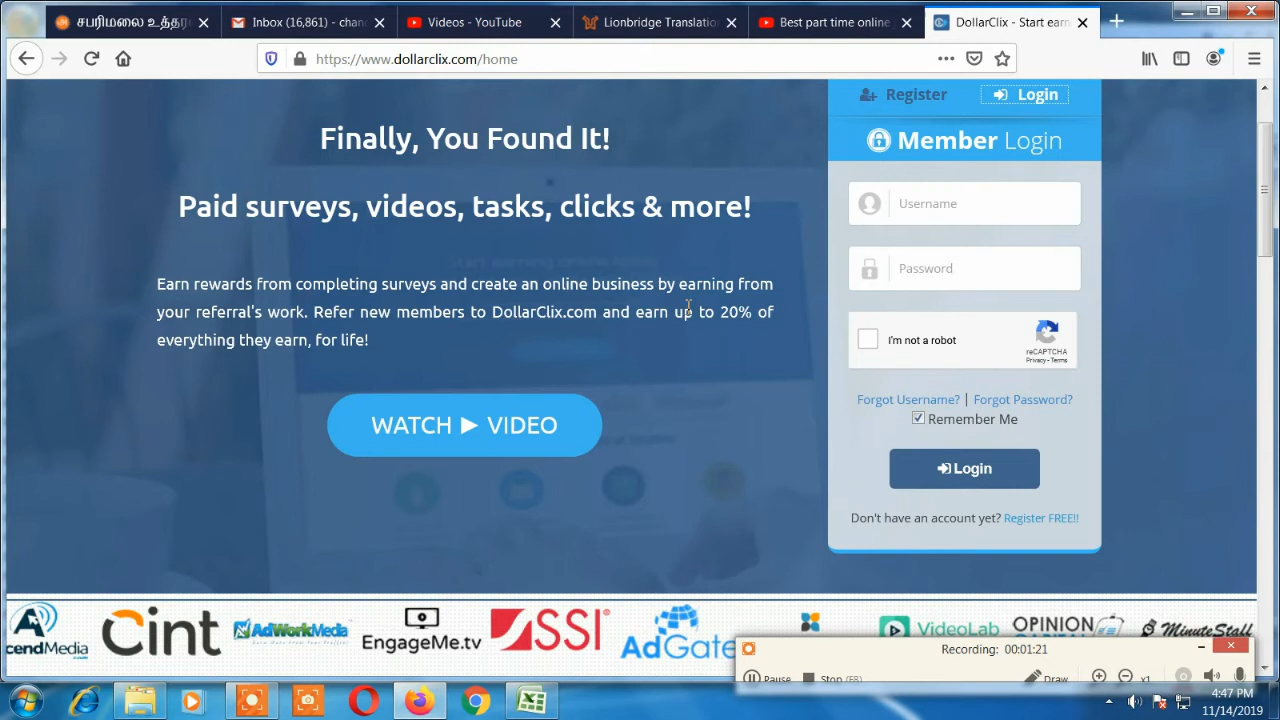 சபரிமலை உத்தர
Inbox (16,861) - chan
Videos - YouTube
Lionbridge Translation
Best part time online
DollarClix - Start earn
https://www.dollarclix.com/home
Register
Login
Member Login
Finally, You Found It!
Paid surveys, videos, tasks, clicks & more!
Username
Password
Earn rewards from completing surveys and create an online business by earning from
your referral's work. Refer new members to DollarClix.com and earn up to 20% of
everything they earn, for life!
I'm not a robot
reCAPTCHA
Privacy - Terms
Forgot Username? | Forgot Password?
Remember Me
WATCH ► VIDEO
Login
Don't have an account yet? Register FREE!!
cendMedia
.com
Cint
AdWorkMedia
EngageMe.tv
SSI
AdGate
VideoLab
OPINION
MinuteStaff
Recording: 00:01:21
Pause
Stop (F8)
Draw
x1
4:47 PM
11/14/2019